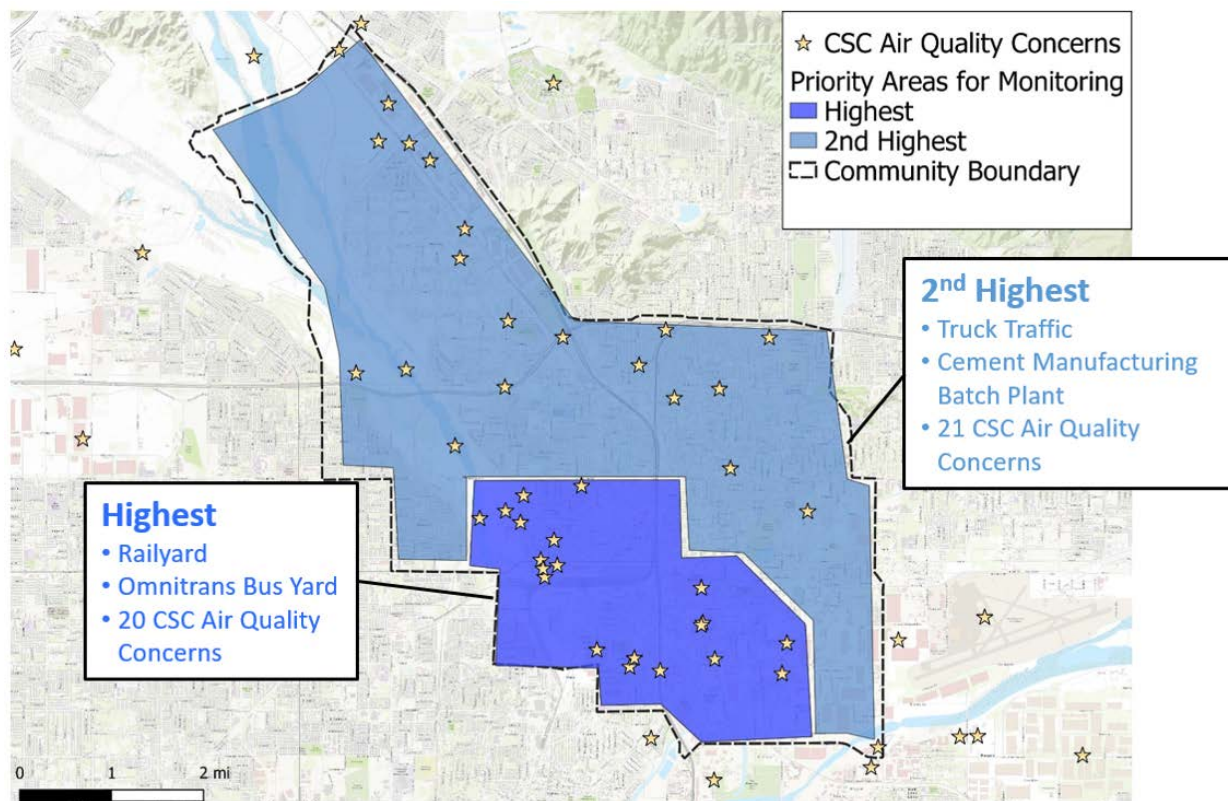 CSC Air Quality Concerns
Priority Areas for Monitoring
Highest
2nd Highest
Community Boundary
2nd Highest
• Truck Traffic
• Cement Manufacturing
Batch Plant
• 21 CSC Air Quality
Concerns
Highest
• Railyard
• Omnitrans Bus Yard
• 20 CSC Air Quality
Concerns
0 1 2 mi